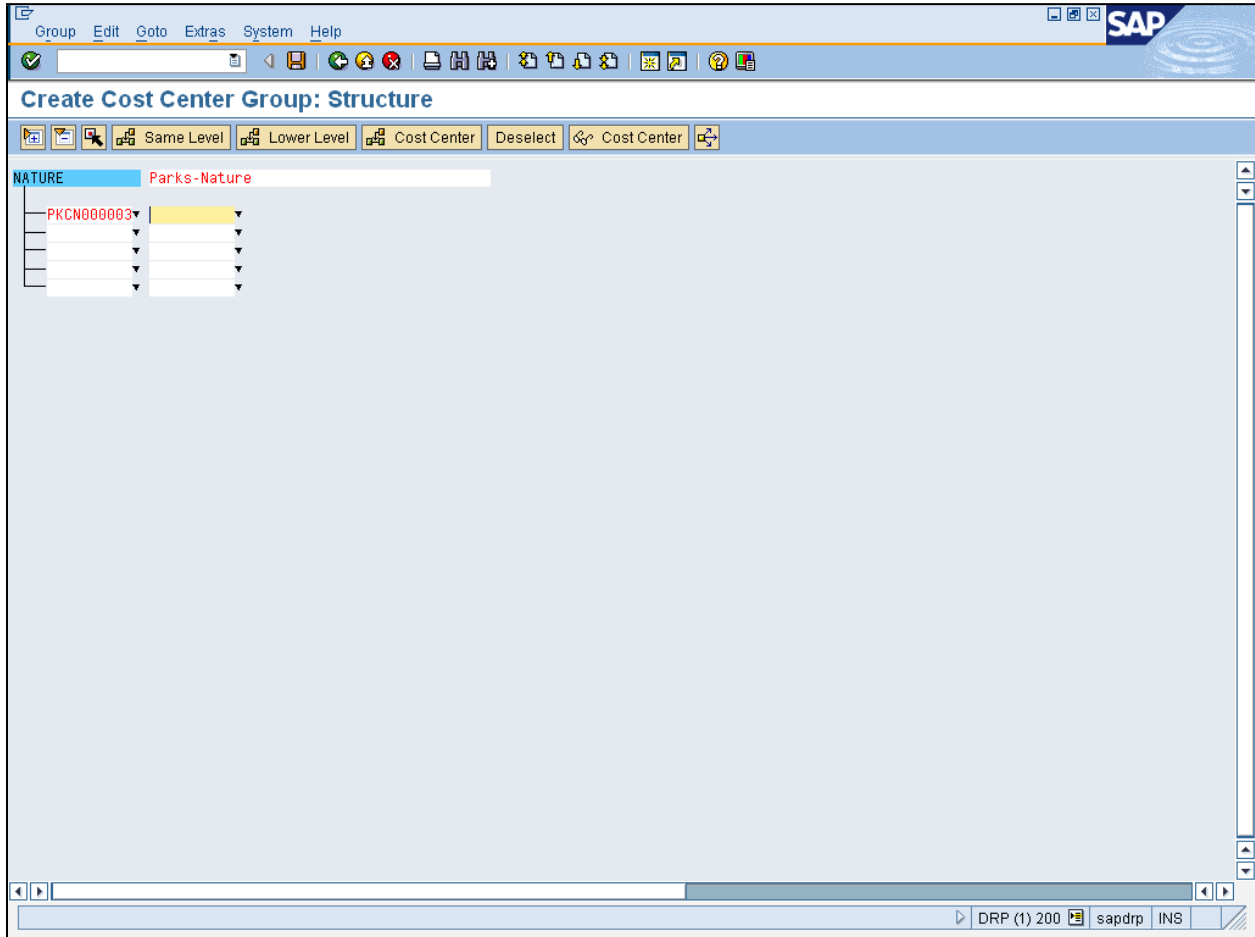 Group Edit Goto Extras System Help
SAP
Create Cost Center Group: Structure
Same Level Lower Level Cost Center Deselect Cost Center
NATURE Parks-Nature
PKCN000003
DRP (1) 200 sapdrp INS